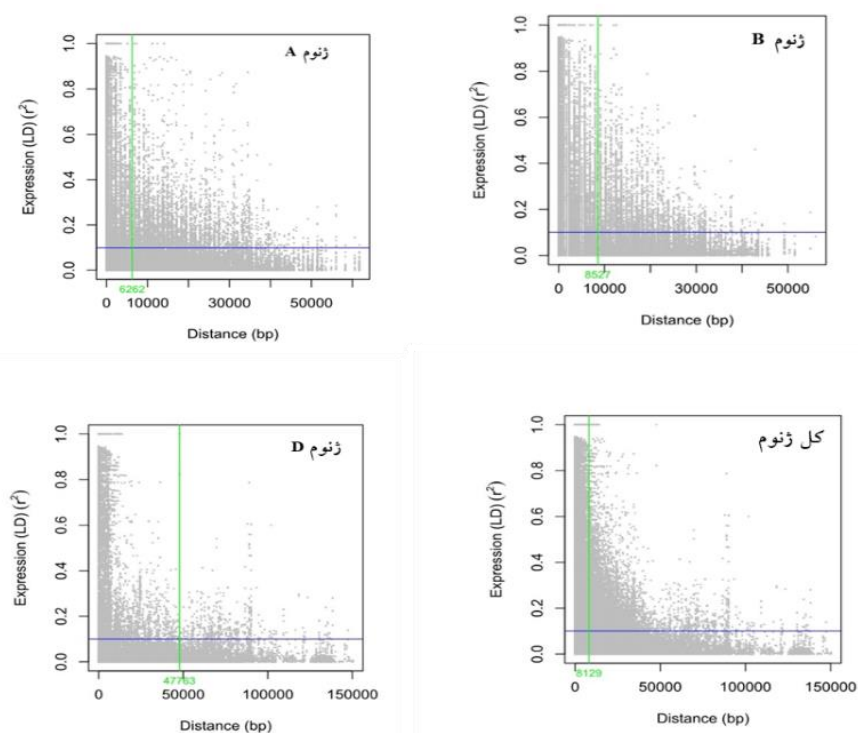 ژنوم A
Expression (LD) (r²)
0.0 0.2 0.4 0.6 0.8 1.0
0 10000 30000 50000
6262
Distance (bp)
ژنوم B
Expression (LD) (r²)
0.0 0.2 0.4 0.6 0.8 1.0
0 10000 30000 50000
8527
Distance (bp)
ژنوم D
Expression (LD) (r²)
0.0 0.2 0.4 0.6 0.8 1.0
0 50000 100000 150000
47763
Distance (bp)
کل ژنوم
Expression (LD) (r²)
0.0 0.2 0.4 0.6 0.8 1.0
0 50000 100000 150000
8129
Distance (bp)